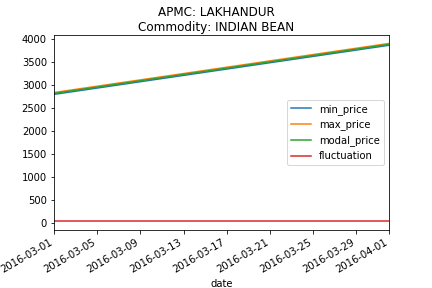 APMC: LAKHANDUR
Commodity: INDIAN BEAN
4000
3500
3000
2500
2000
1500
1000
500
0
min_price
max_price
modal_price
fluctuation
2016-03-01
2016-03-05
2016-03-09
2016-03-13
2016-03-17
2016-03-21
2016-03-25
2016-03-29
2016-04-01
date